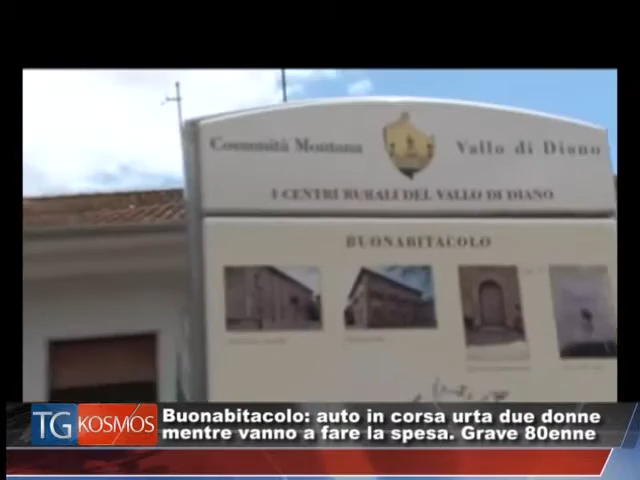 Comunità Montana Vallo di Diano
I CENTRI RURALI DEL VALLO DI DIANO
BUONABITACOLO
TG KOSMOS
Buonabitacolo: auto in corsa urta due donne
mentre vanno a fare la spesa. Grave 80enne